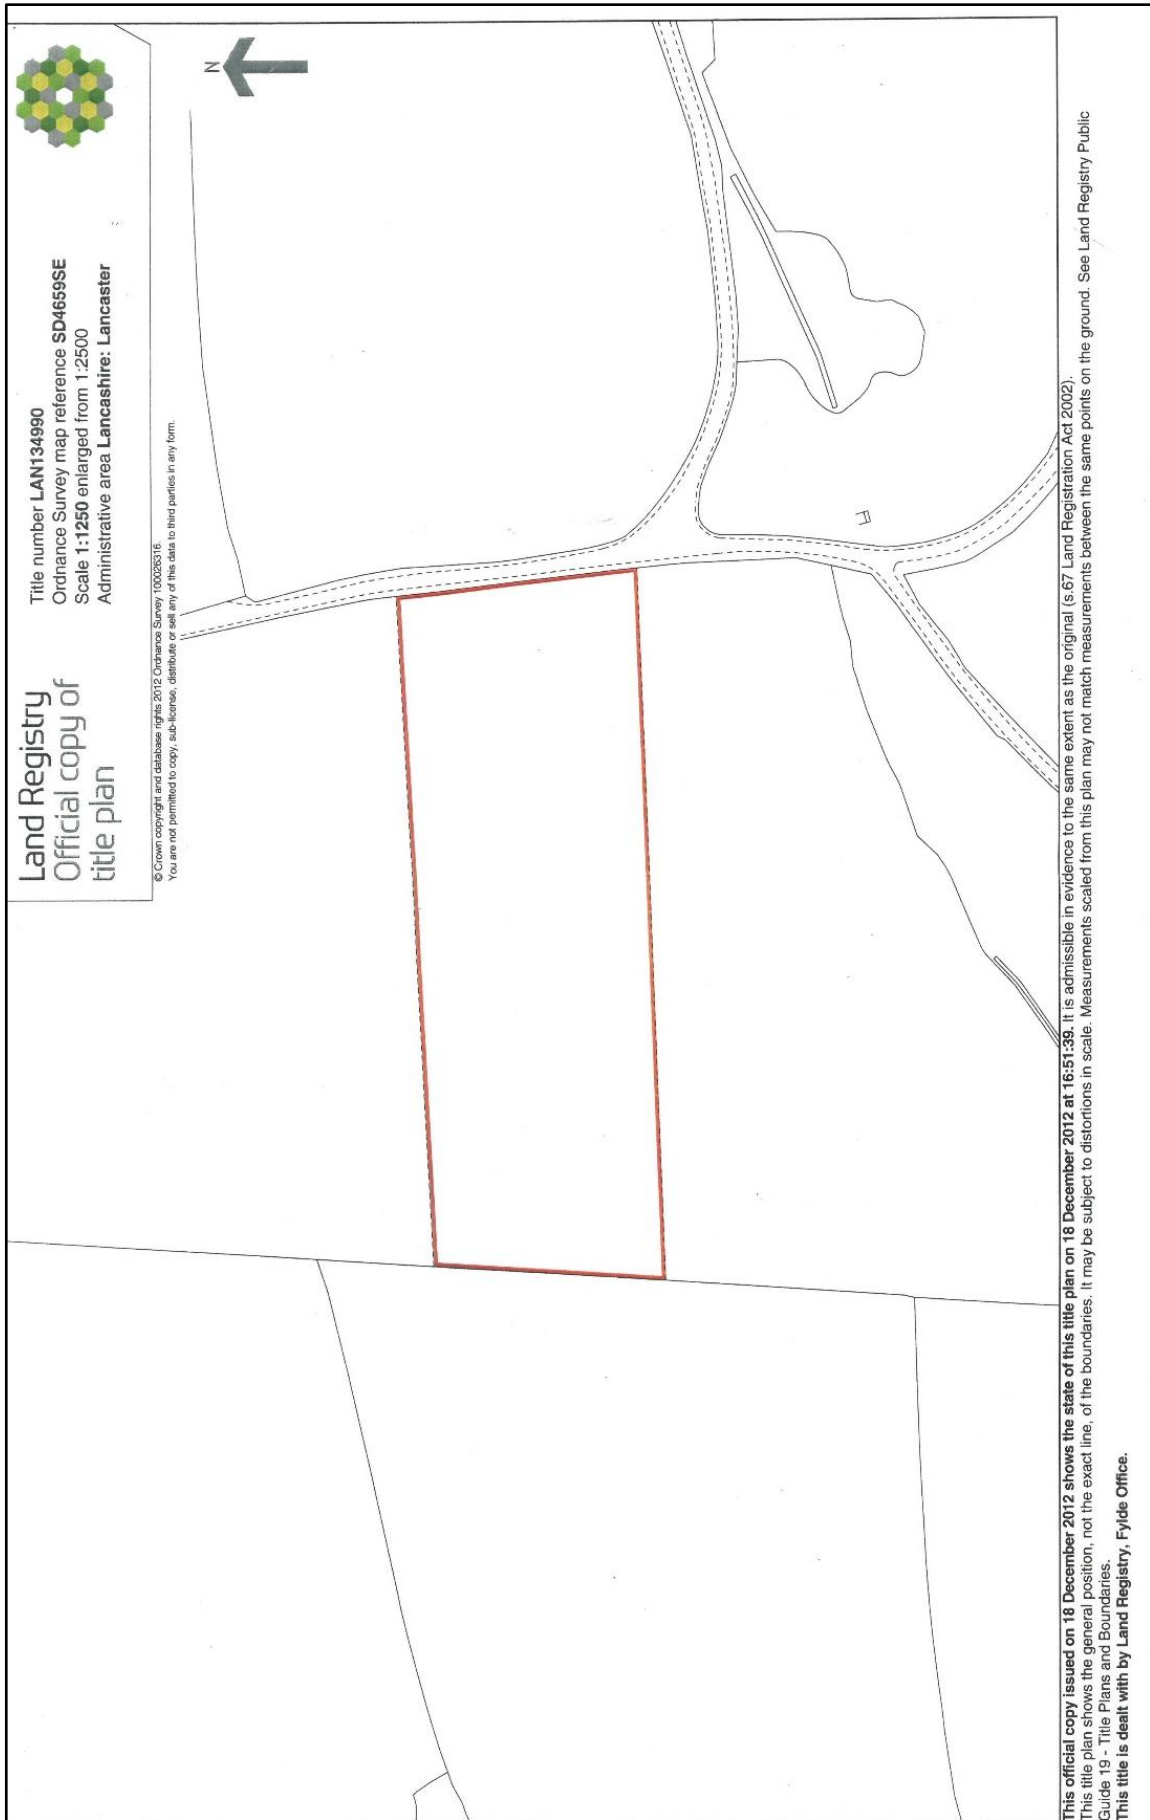 Land Registry
Official copy of
title plan
Title number LAN134990
Ordnance Survey map reference SD4659SE
Scale 1:1250 enlarged from 1:2500
Administrative area Lancashire: Lancaster
© Crown copyright and database rights 2012 Ordnance Survey 100026316.
You are not permitted to copy, sub-license, distribute or sell any of this data to third parties in any form.
N
This official copy issued on 18 December 2012 shows the state of this title plan on 18 December 2012 at 16:51:39. It is admissible in evidence to the same extent as the original (s.67 Land Registration Act 2002).
This title plan shows the general position, not the exact line, of the boundaries. It may be subject to distortions in scale. Measurements scaled from this plan may not match measurements between the same points on the ground. See Land Registry Public
Guide 19 - Title Plans and Boundaries.
This title is dealt with by Land Registry, Fylde Office.